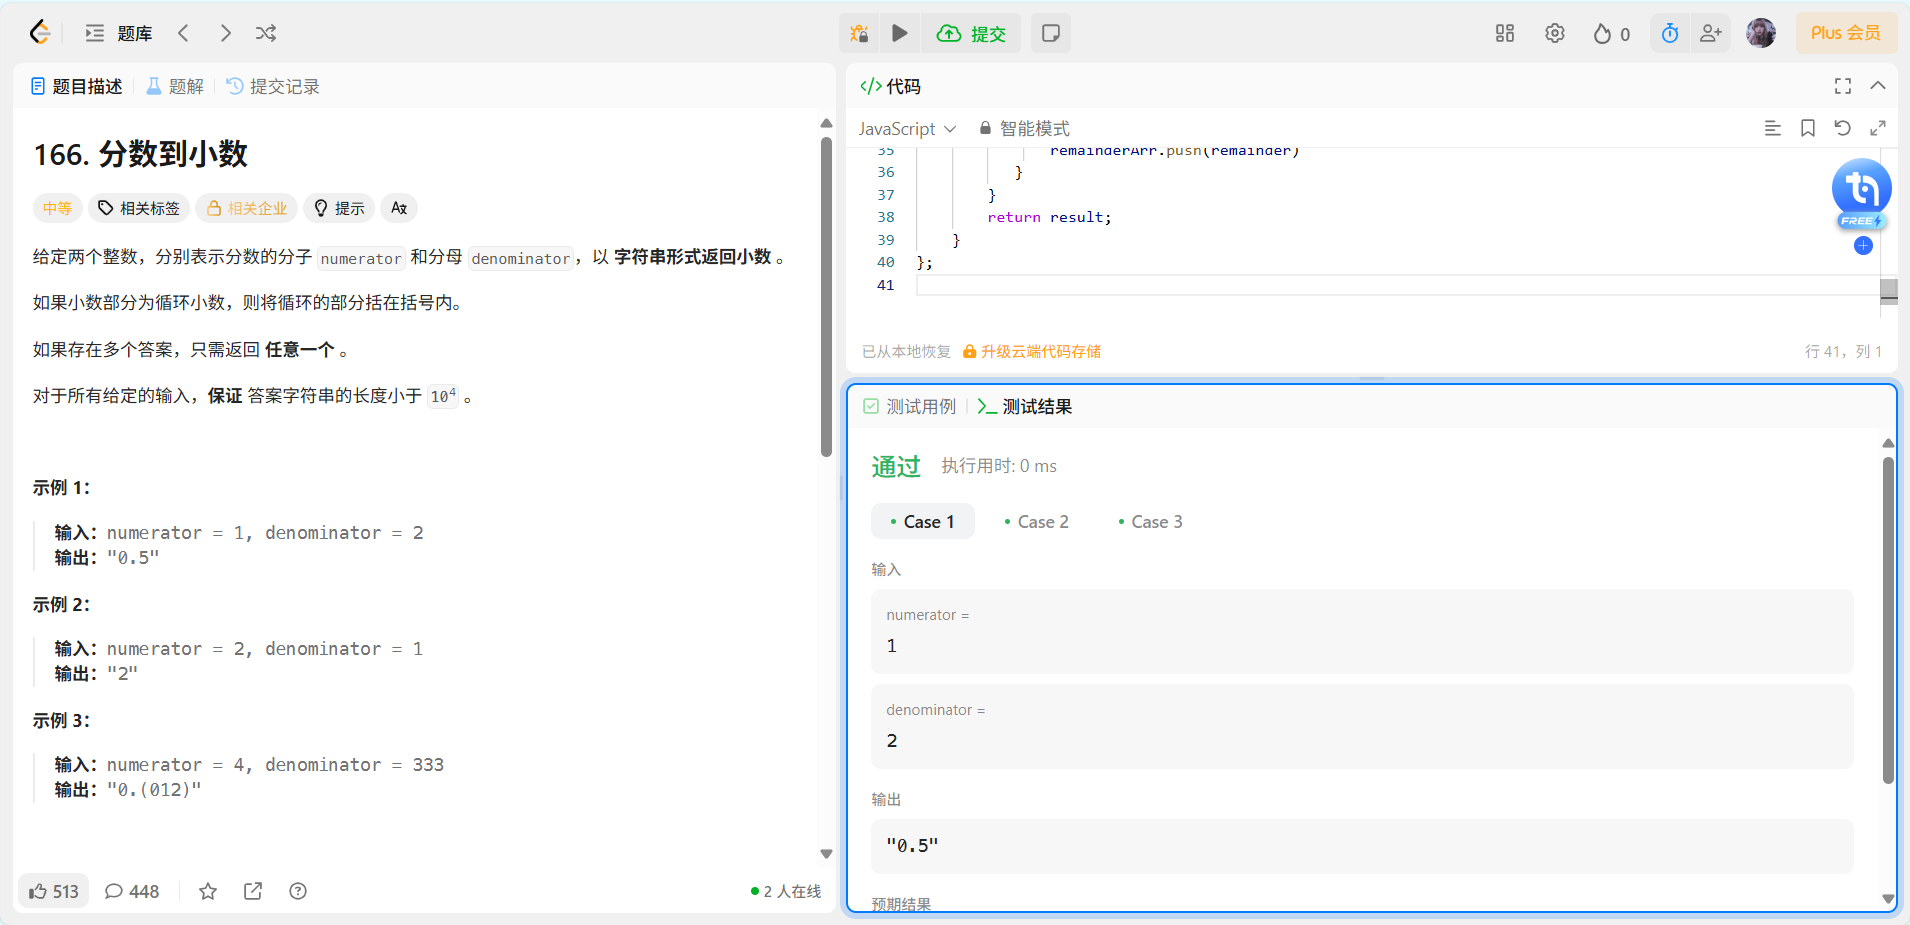 题库
提交
0
Plus 会员
题目描述
题解
提交记录
166. 分数到小数
中等
相关标签
相关企业
提示
给定两个整数，分别表示分数的分子 numerator 和分母 denominator，以 字符串形式返回小数 。
如果小数部分为循环小数，则将循环的部分括在括号内。
如果存在多个答案，只需返回 任意一个 。
对于所有给定的输入，保证 答案字符串的长度小于 10⁴ 。
示例 1：
输入：numerator = 1, denominator = 2
输出："0.5"
示例 2：
输入：numerator = 2, denominator = 1
输出："2"
示例 3：
输入：numerator = 4, denominator = 333
输出："0.(012)"
513
448
2 人在线
</> 代码
JavaScript
智能模式
35 remainderArr.push(remainder)
36 }
37 }
38 return result;
39 }
40 };
41
FREE
已从本地恢复
升级云端代码存储
行 41，列 1
测试用例
测试结果
通过
执行用时: 0 ms
Case 1
Case 2
Case 3
输入
numerator =
1
denominator =
2
输出
"0.5"
预期结果